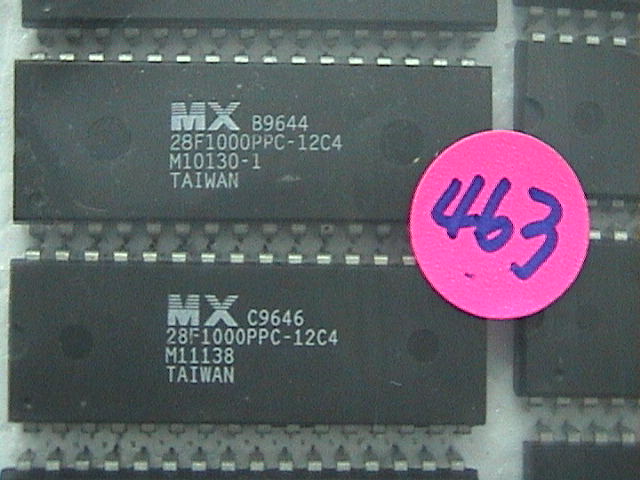 MX B9644
28F1000PPC-12C4
M10130-1
TAIWAN
463
MX C9646
28F1000PPC-12C4
M11138
TAIWAN